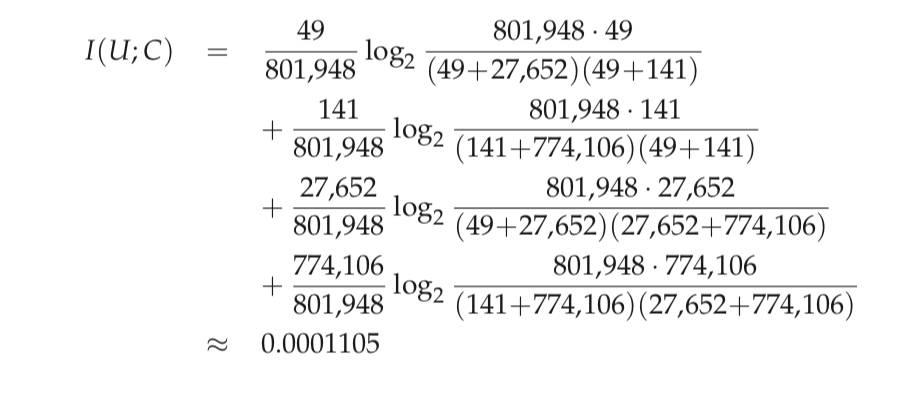 I(U;C) = 49/801,948 log₂ 801,948 · 49/(49+27,652)(49+141)
+ 141/801,948 log₂ 801,948 · 141/(141+774,106)(49+141)
+ 27,652/801,948 log₂ 801,948 · 27,652/(49+27,652)(27,652+774,106)
+ 774,106/801,948 log₂ 801,948 · 774,106/(141+774,106)(27,652+774,106)
≈ 0.0001105